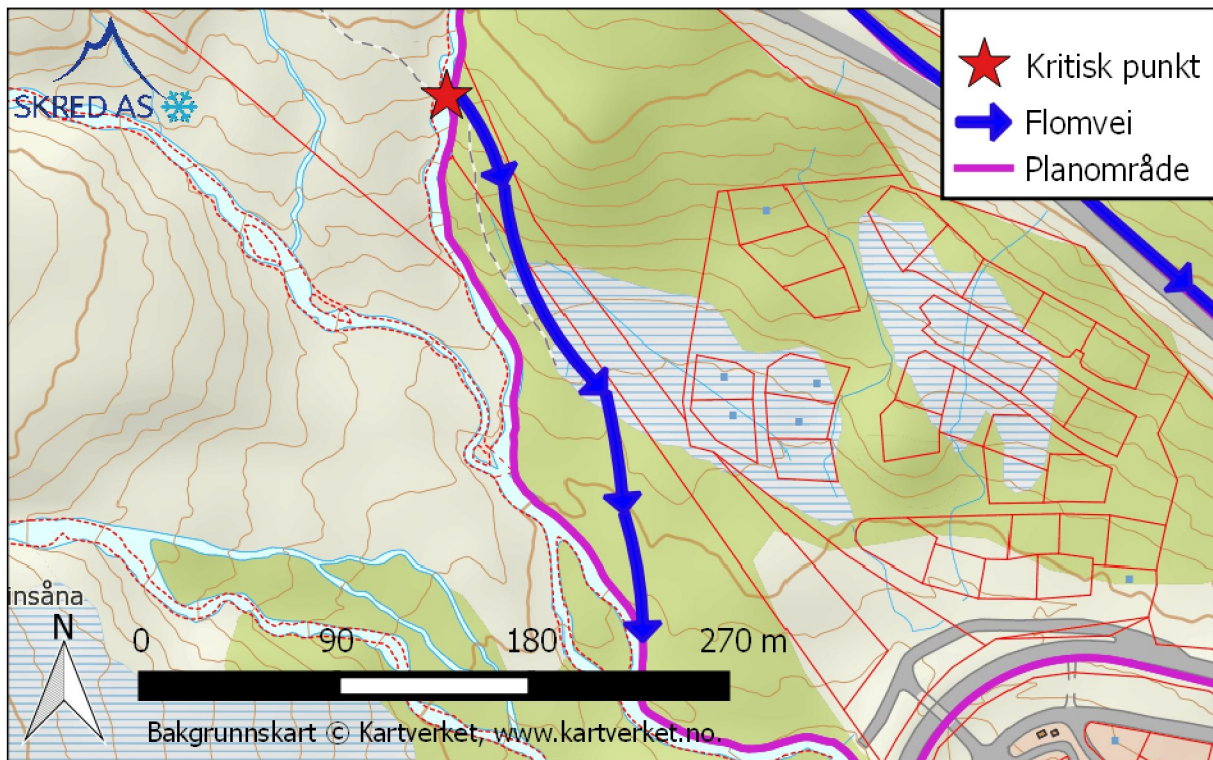 SKRED AS
Kritisk punkt
Flomvei
Planområde
insåna
N
0 90 180 270 m
Bakgrunnskart © Kartverket, www.kartverket.no.